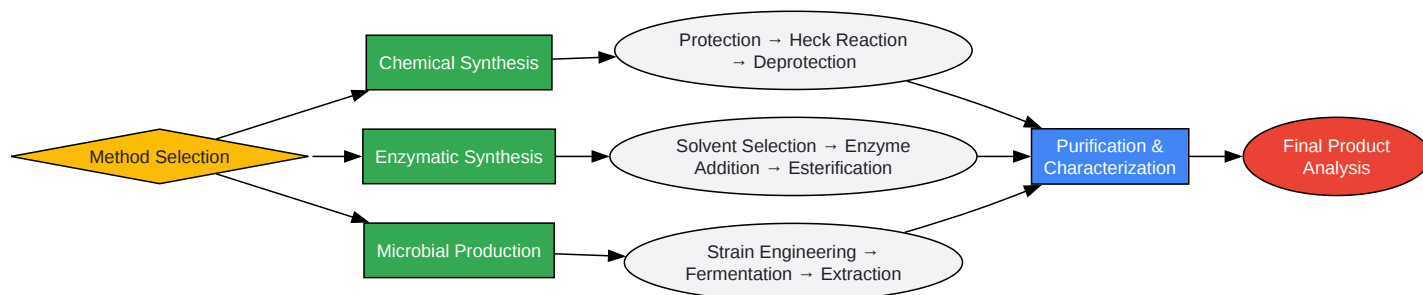 Method Selection
Chemical Synthesis
Protection → Heck Reaction
→ Deprotection
Enzymatic Synthesis
Solvent Selection → Enzyme
Addition → Esterification
Microbial Production
Strain Engineering →
Fermentation → Extraction
Purification &
Characterization
Final Product
Analysis